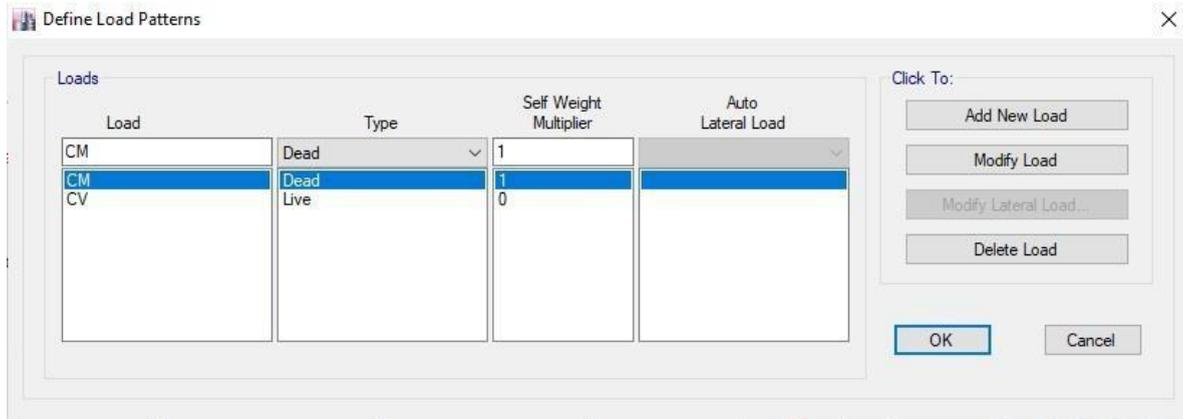 Define Load Patterns
Loads
Load
Type
Self Weight
Multiplier
Auto
Lateral Load
CM
Dead
1
CM
Dead
1
CV
Live
0
Click To:
Add New Load
Modify Load
Modify Lateral Load...
Delete Load
OK
Cancel